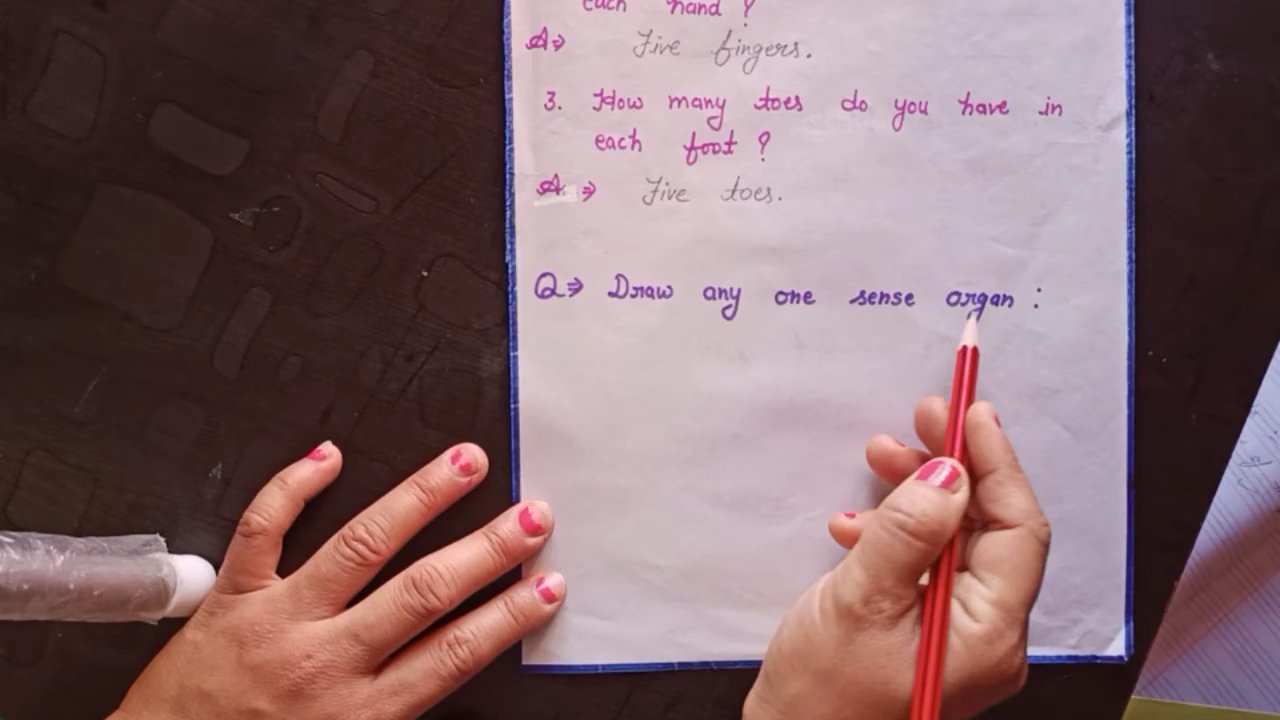 each hand ?
A⇒ Five fingers.
3. How many toes do you have in
each foot ?
A. ⇒ Five toes.
Q⇒ Draw any one sense organ :